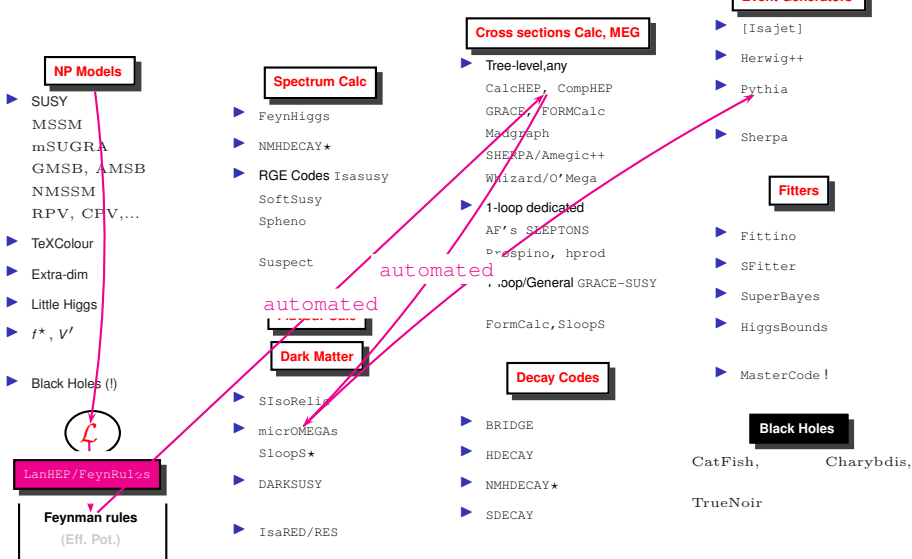 NP Models
SUSY
MSSM
mSUGRA
GMSB, AMSB
NMSSM
RPV, CPV,...
TeXColour
Extra-dim
Little Higgs
f*, V′
Black Holes (!)
ℒ
LanHEP/FeynRules
Feynman rules
(Eff. Pot.)
Spectrum Calc
FeynHiggs
NMHDECAY★
RGE Codes Isasusy
SoftSusy
Spheno
Suspect
automated
Dark Matter
SIsoRelic
micrOMEGAs
SloopS★
DARKSUSY
IsaRED/RES
Cross sections Calc, MEG
Tree-level,any
CalcHEP, CompHEP
GRACE, FORMCalc
Madgraph
SHERPA/Amegic++
Whizard/O'Mega
1-loop dedicated
AF's SLEPTONS
Prospino, hprod
automated
1-loop/General GRACE-SUSY
FormCalc,SloopS
Decay Codes
BRIDGE
HDECAY
NMHDECAY★
SDECAY
Event Generators
[Isajet]
Herwig++
Pythia
Sherpa
Fitters
Fittino
SFitter
SuperBayes
HiggsBounds
MasterCode!
Black Holes
CatFish, Charybdis,
TrueNoir